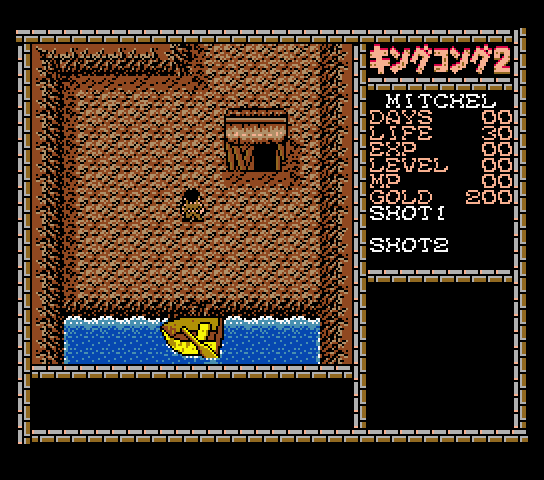 キングコング2
MITCHEL
DAYS 00
LIFE 30
EXP 00
LEVEL 00
MP 00
GOLD 200
SHOT1
SHOT2